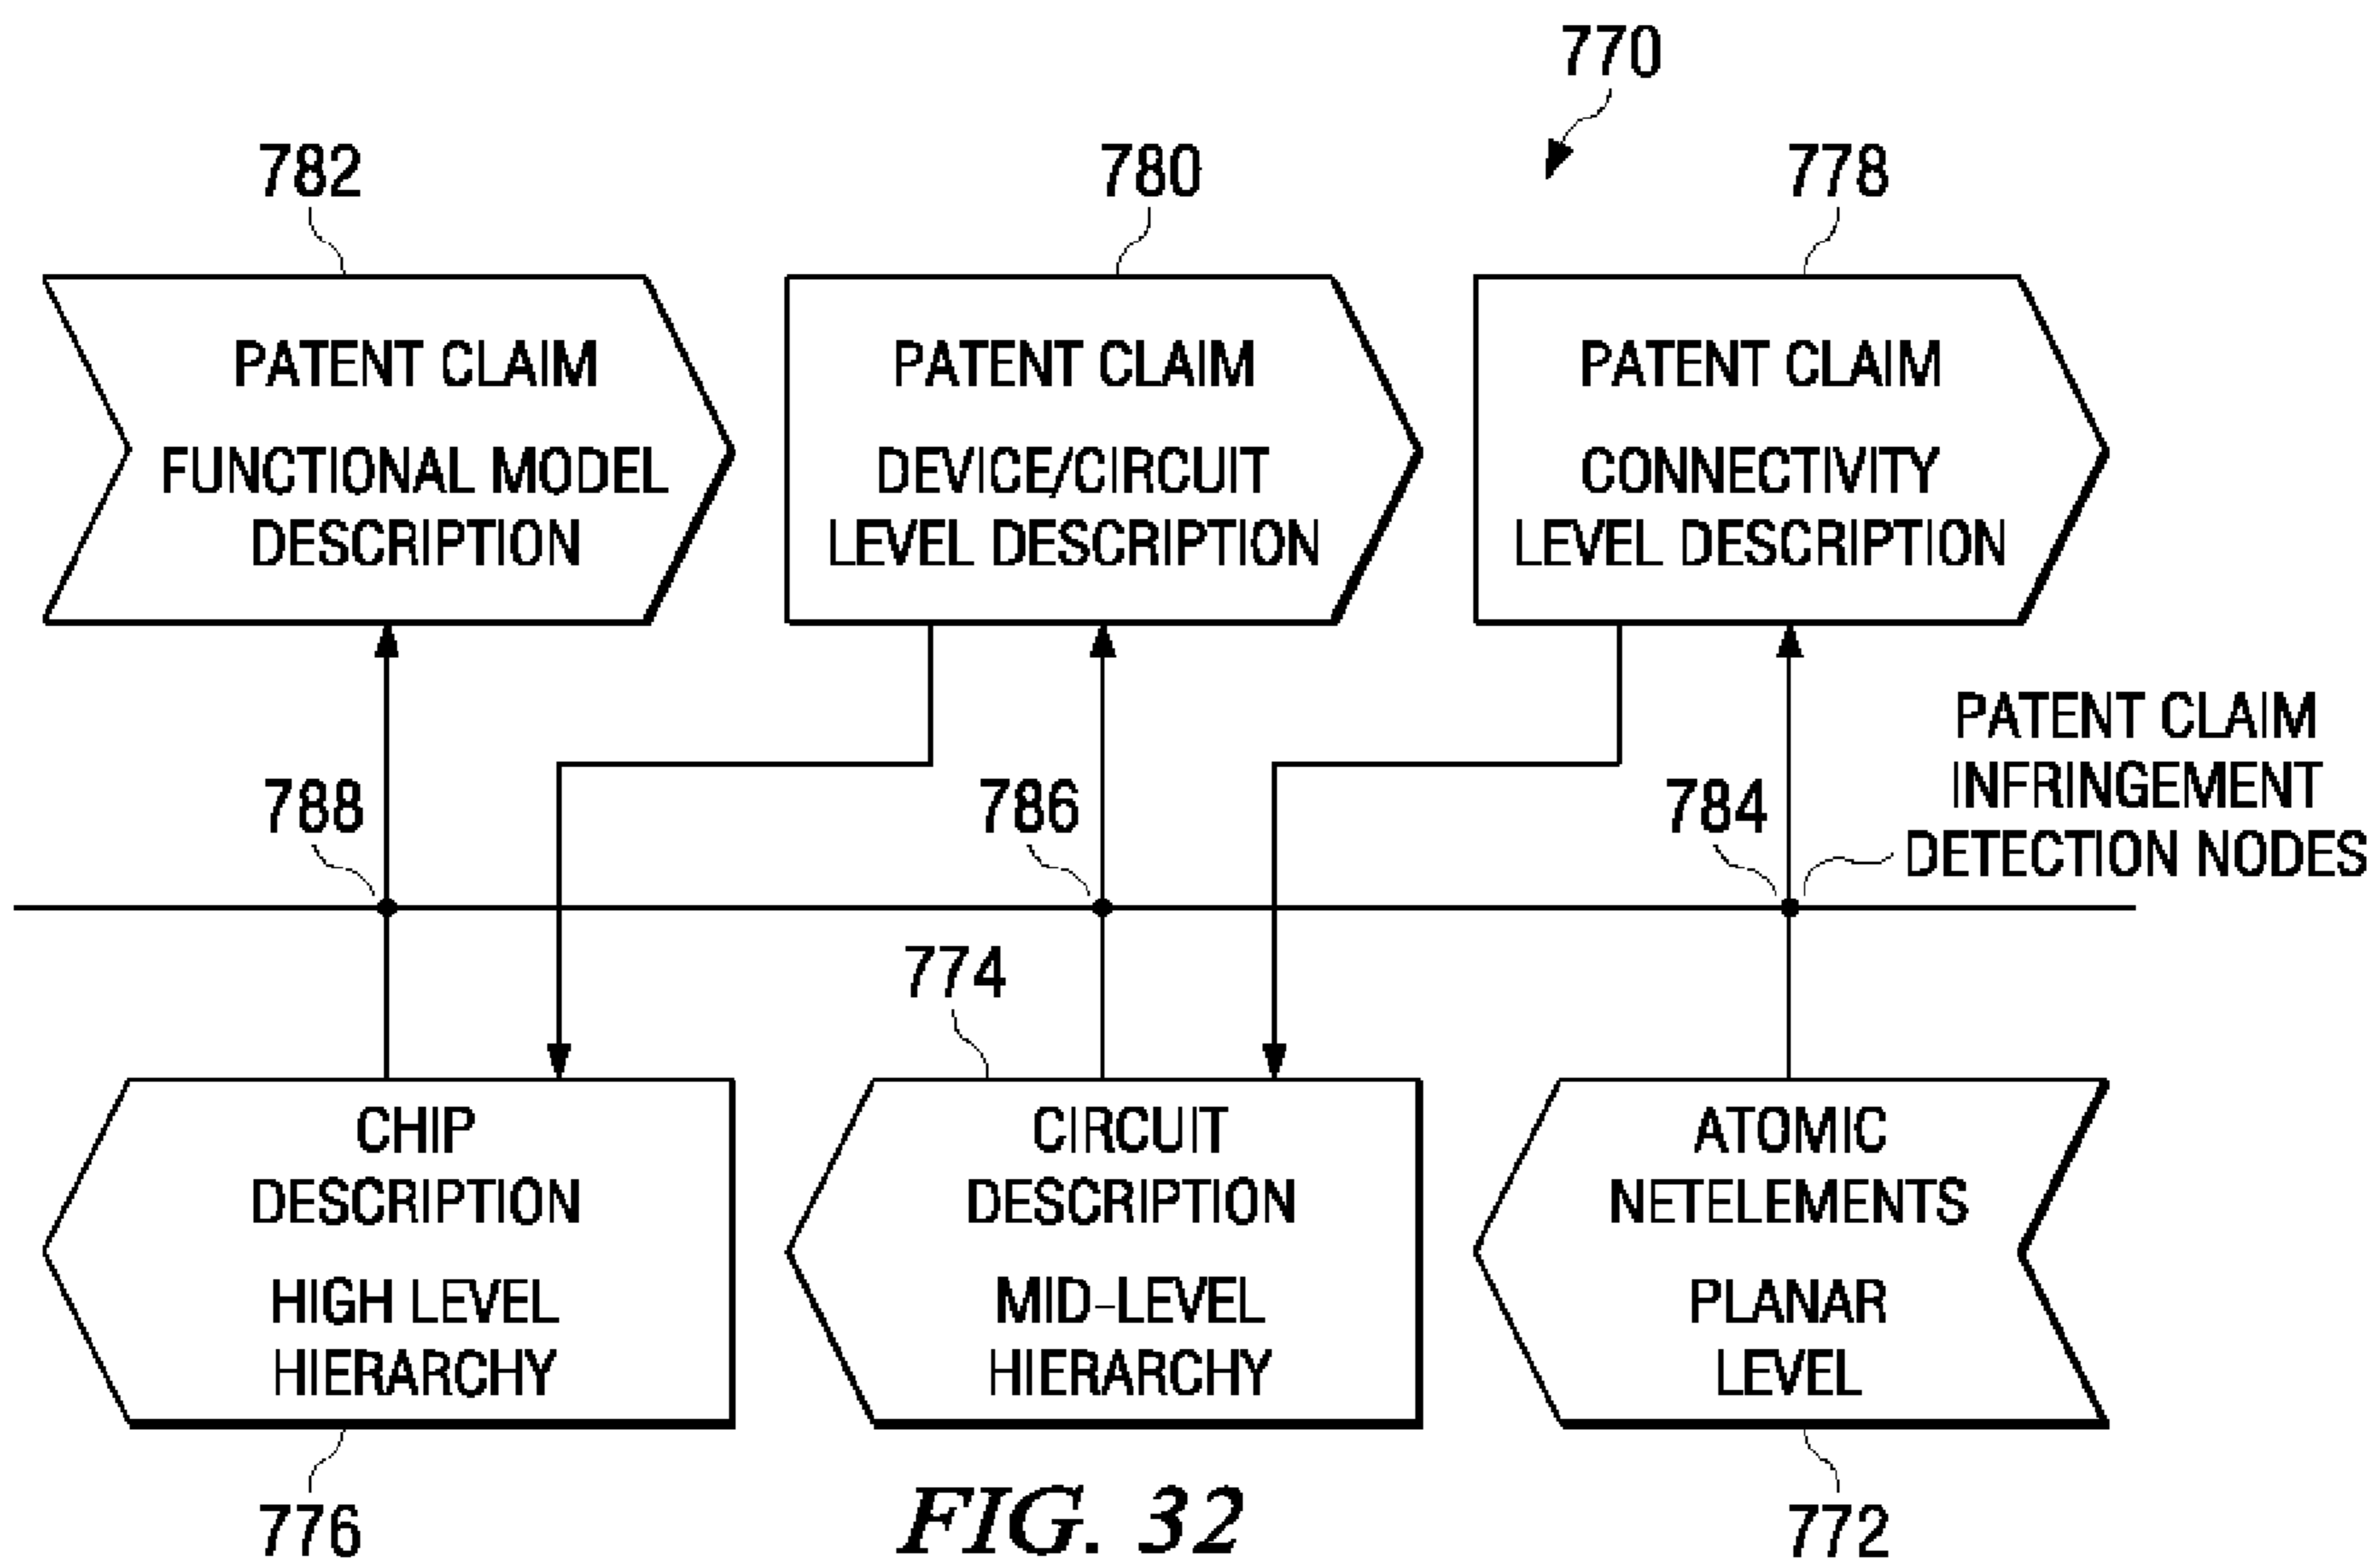 770
782
780
778
PATENT CLAIM
FUNCTIONAL MODEL
DESCRIPTION
PATENT CLAIM
DEVICE/CIRCUIT
LEVEL DESCRIPTION
PATENT CLAIM
CONNECTIVITY
LEVEL DESCRIPTION
788
786
784
PATENT CLAIM
INFRINGEMENT
DETECTION NODES
774
CHIP
DESCRIPTION
HIGH LEVEL
HIERARCHY
CIRCUIT
DESCRIPTION
MID-LEVEL
HIERARCHY
ATOMIC
NETELEMENTS
PLANAR
LEVEL
776
772
FIG. 32